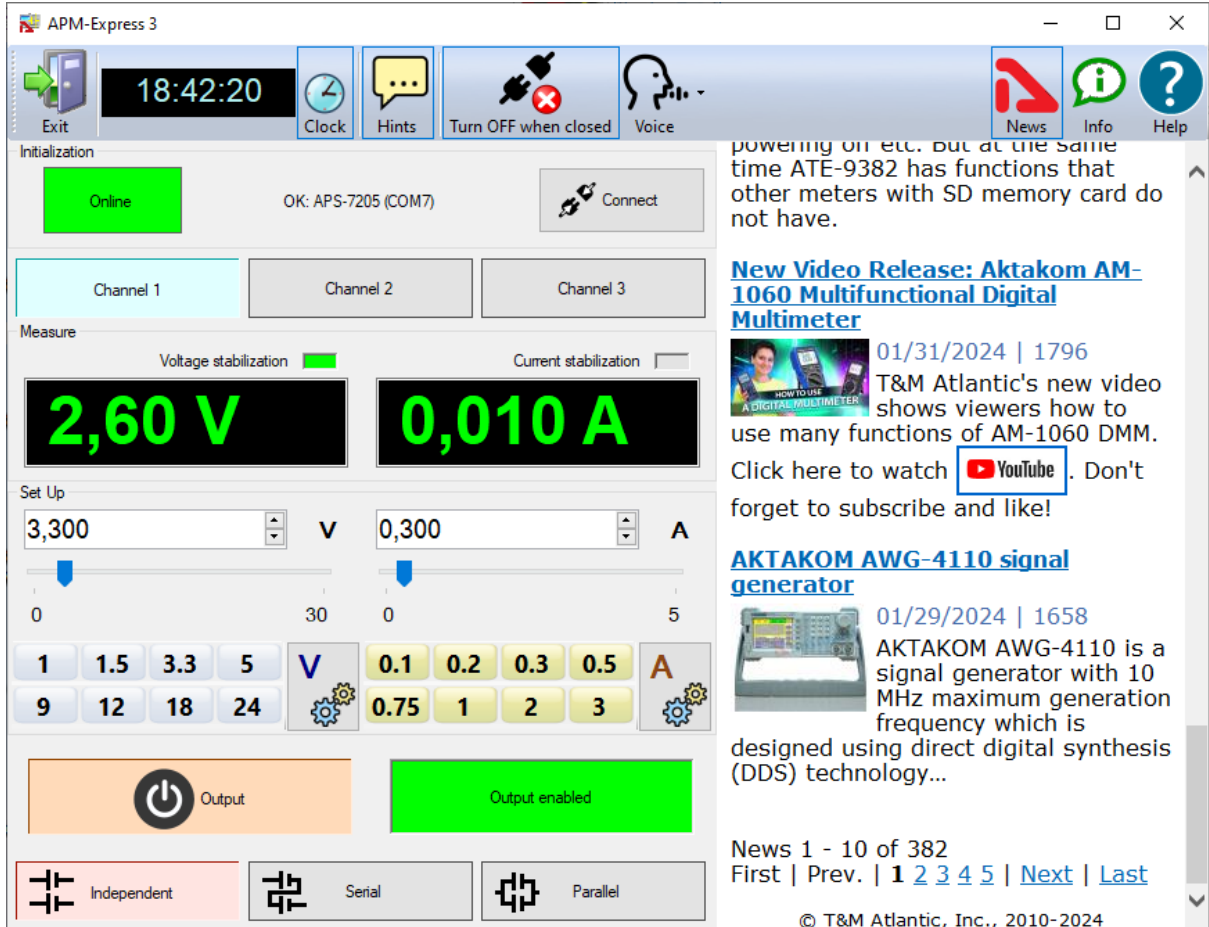 APM-Express 3
Exit
18:42:20
Clock
Hints
Turn OFF when closed
Voice
News
Info
Help
Initialization
Online
OK: APS-7205 (COM7)
Connect
Channel 1
Channel 2
Channel 3
Measure
Voltage stabilization
Current stabilization
2,60 V
0,010 A
Set Up
3,300
V
0,300
A
0
30
0
5
1 1.5 3.3 5
V
0.1 0.2 0.3 0.5
A
9 12 18 24
0.75 1 2 3
Output
Output enabled
Independent
Serial
Parallel
powering off etc. But at the same
time ATE-9382 has functions that
other meters with SD memory card do
not have.
New Video Release: Aktakom AM-
1060 Multifunctional Digital
Multimeter
HOW TO USE
A DIGITAL MULTIMETER
01/31/2024 | 1796
T&M Atlantic's new video
shows viewers how to
use many functions of AM-1060 DMM.
Click here to watch YouTube . Don't
forget to subscribe and like!
AKTAKOM AWG-4110 signal
generator
01/29/2024 | 1658
AKTAKOM AWG-4110 is a
signal generator with 10
MHz maximum generation
frequency which is
designed using direct digital synthesis
(DDS) technology...
News 1 - 10 of 382
First | Prev. | 1 2 3 4 5 | Next | Last
© T&M Atlantic, Inc., 2010-2024